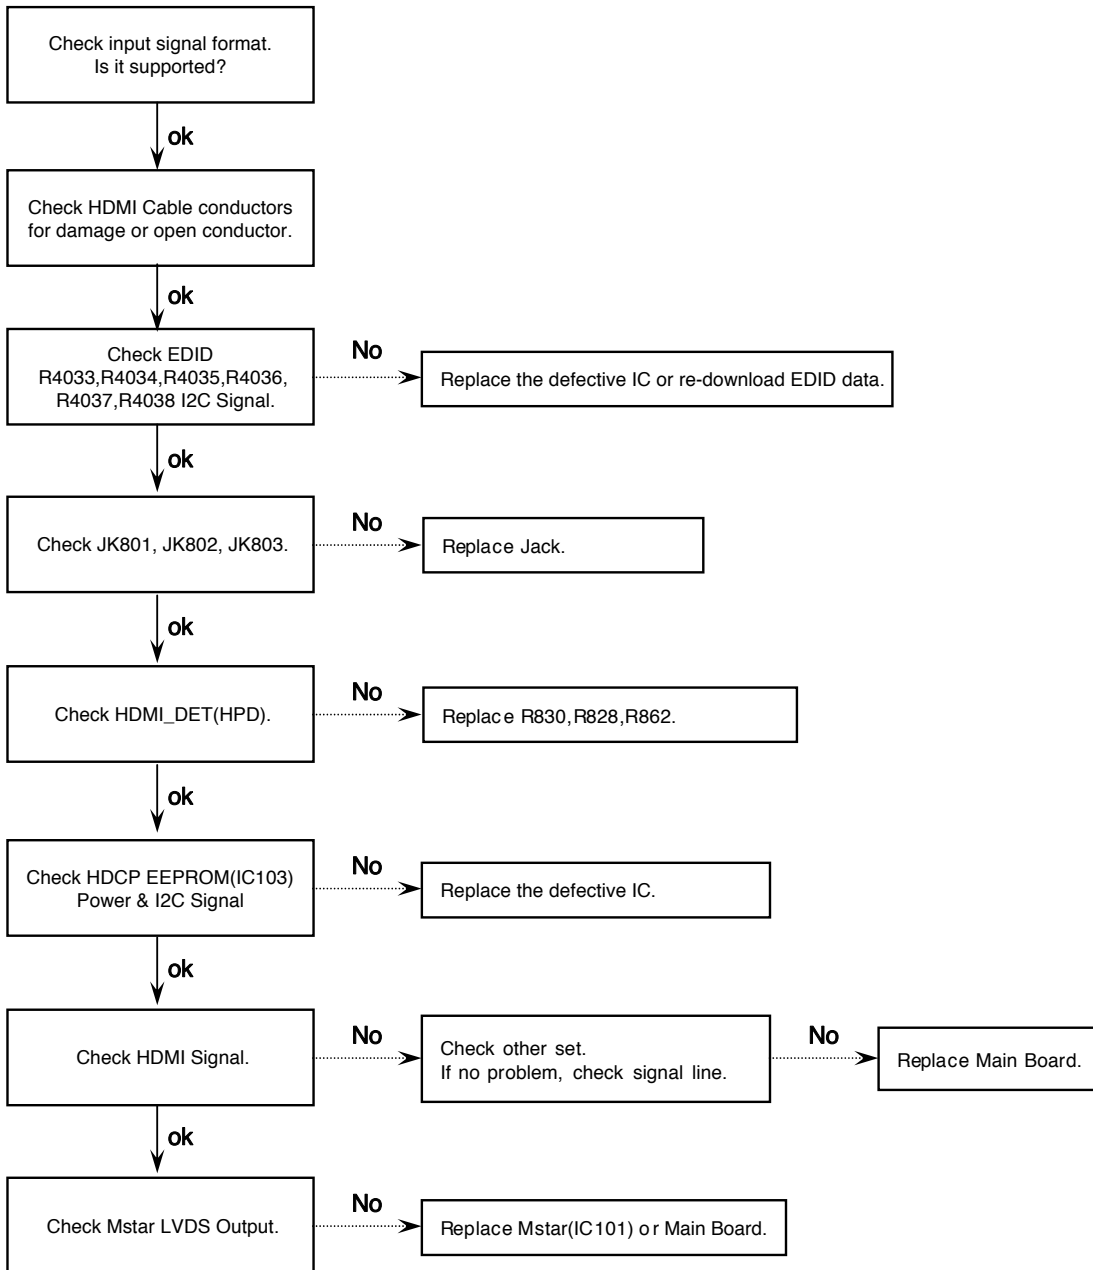 Check input signal format.
Is it supported?
ok
Check HDMI Cable conductors
for damage or open conductor.
ok
Check EDID
R4033,R4034,R4035,R4036,
R4037,R4038 I2C Signal.
No
Replace the defective IC or re-download EDID data.
ok
Check JK801, JK802, JK803.
No
Replace Jack.
ok
Check HDMI_DET(HPD).
No
Replace R830,R828,R862.
ok
Check HDCP EEPROM(IC103)
Power & I2C Signal
No
Replace the defective IC.
ok
Check HDMI Signal.
No
Check other set.
If no problem, check signal line.
No
Replace Main Board.
ok
Check Mstar LVDS Output.
No
Replace Mstar(IC101) or Main Board.